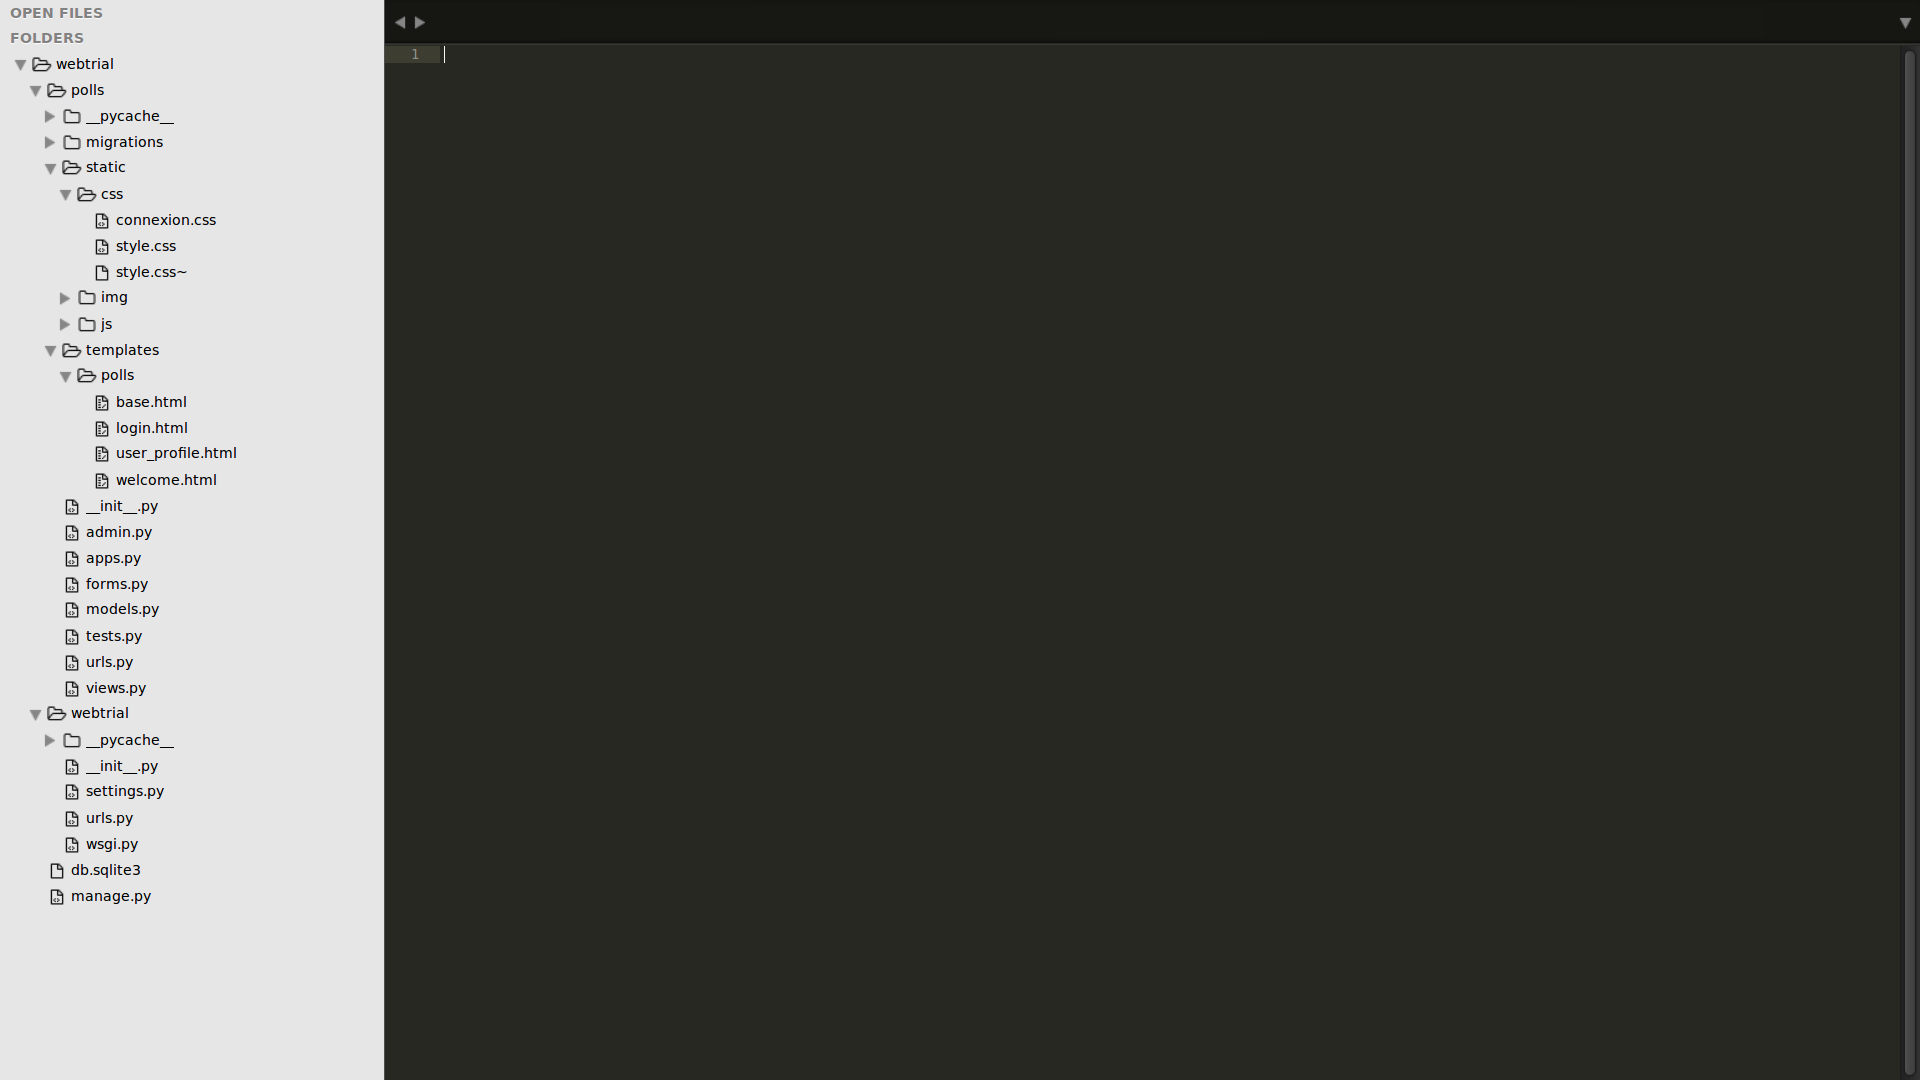 OPEN FILES
FOLDERS
webtrial
polls
__pycache__
migrations
static
css
connexion.css
style.css
style.css~
img
js
templates
polls
base.html
login.html
user_profile.html
welcome.html
__init__.py
admin.py
apps.py
forms.py
models.py
tests.py
urls.py
views.py
webtrial
__pycache__
__init__.py
settings.py
urls.py
wsgi.py
db.sqlite3
manage.py
1